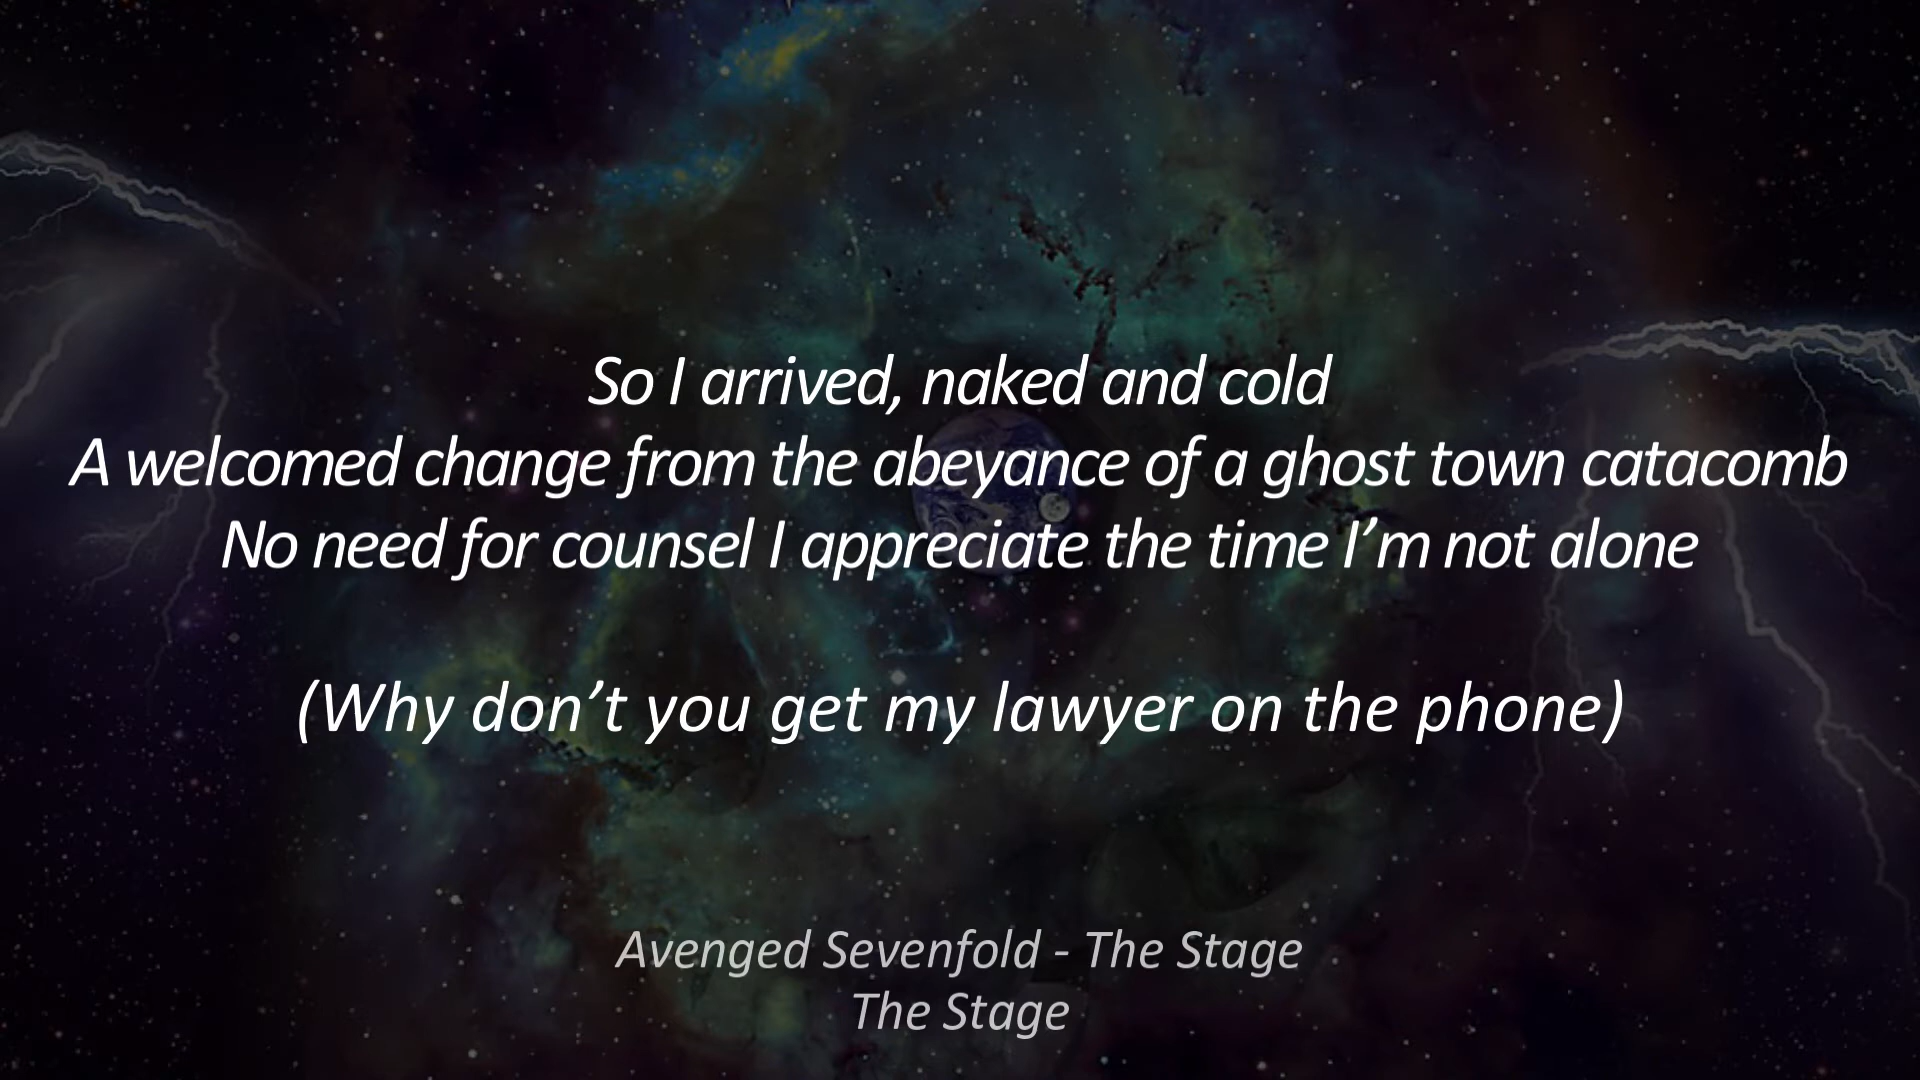 So I arrived, naked and cold
A welcomed change from the abeyance of a ghost town catacomb
No need for counsel I appreciate the time I’m not alone
(Why don’t you get my lawyer on the phone)
Avenged Sevenfold - The Stage
The Stage